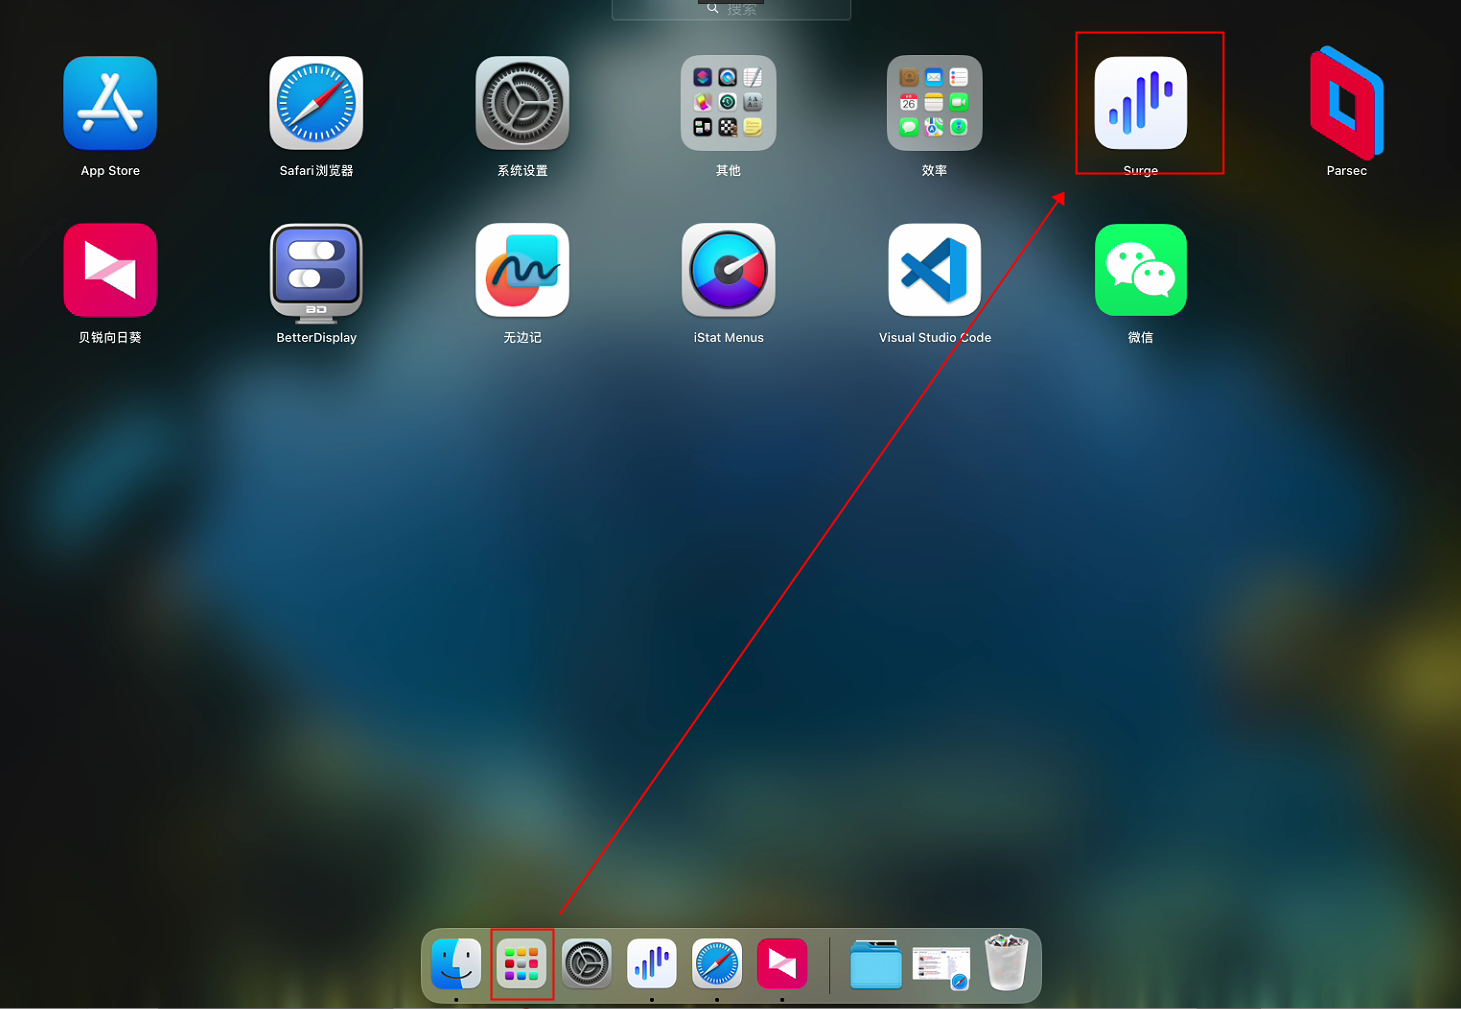 搜索
App Store
Safari浏览器
系统设置
26
其他
效率
Surge
Parsec
贝锐向日葵
BD
BetterDisplay
无边记
iStat Menus
Visual Studio Code
微信